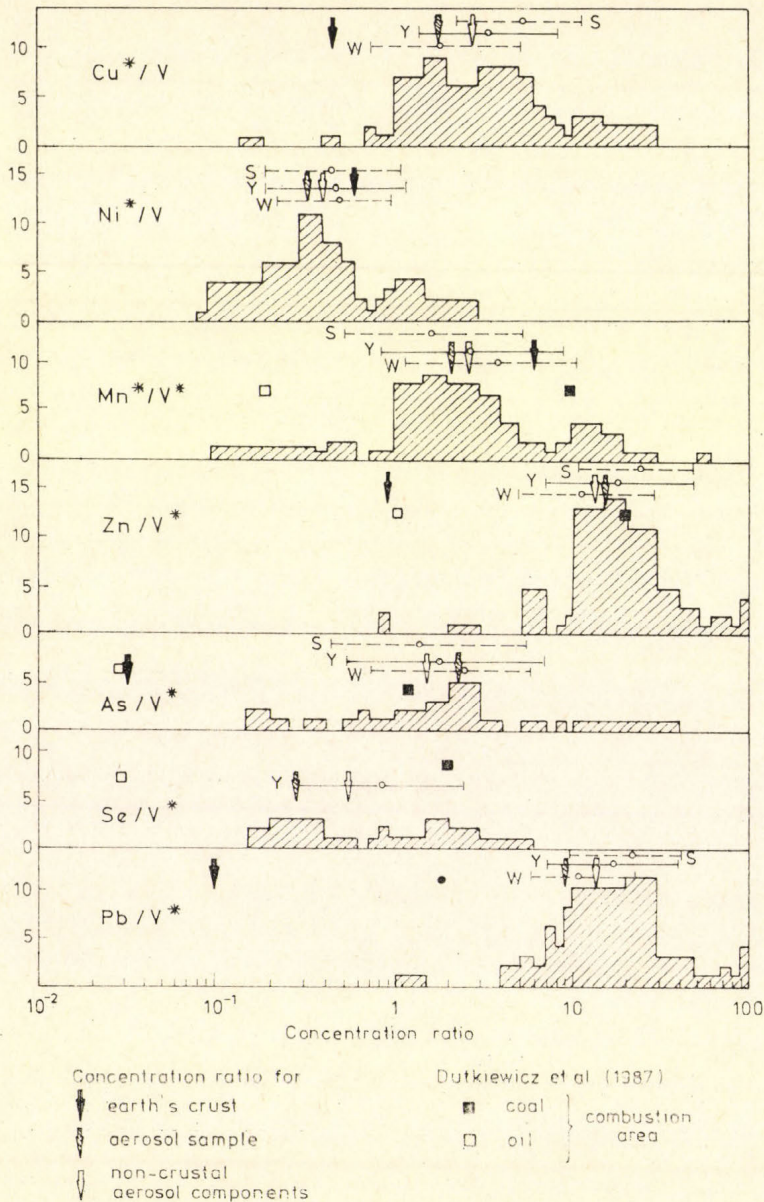 S
Y
W
10
5
0
Cu*/V
15
10
5
0
S
Y
W
Ni*/V
10
5
0
S
Y
W
Mn*/V*
15
10
5
0
S
Y
W
Zn/V*
10
5
0
S
Y
W
As/V*
10
5
0
Y
Se/V*
10
5
Y
S
W
Pb/V*
10⁻² 10⁻¹ 1 10 100
Concentration ratio
Concentration ratio for
earth's crust
aerosol sample
non-crustal
aerosol components
Dutkiewicz et al (1987)
coal
oil
combustion
area